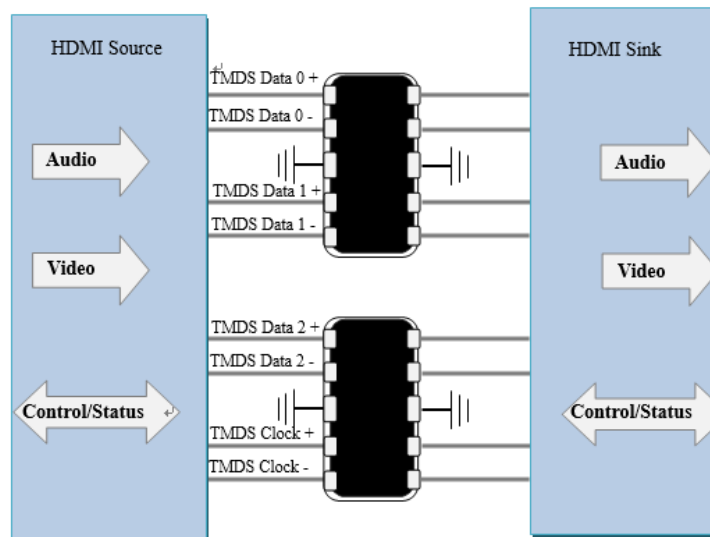 HDMI Source
HDMI Sink
TMDS Data 0 +
TMDS Data 0 -
Audio
Audio
TMDS Data 1 +
TMDS Data 1 -
Video
Video
TMDS Data 2 +
TMDS Data 2 -
Control/Status
Control/Status
TMDS Clock +
TMDS Clock -